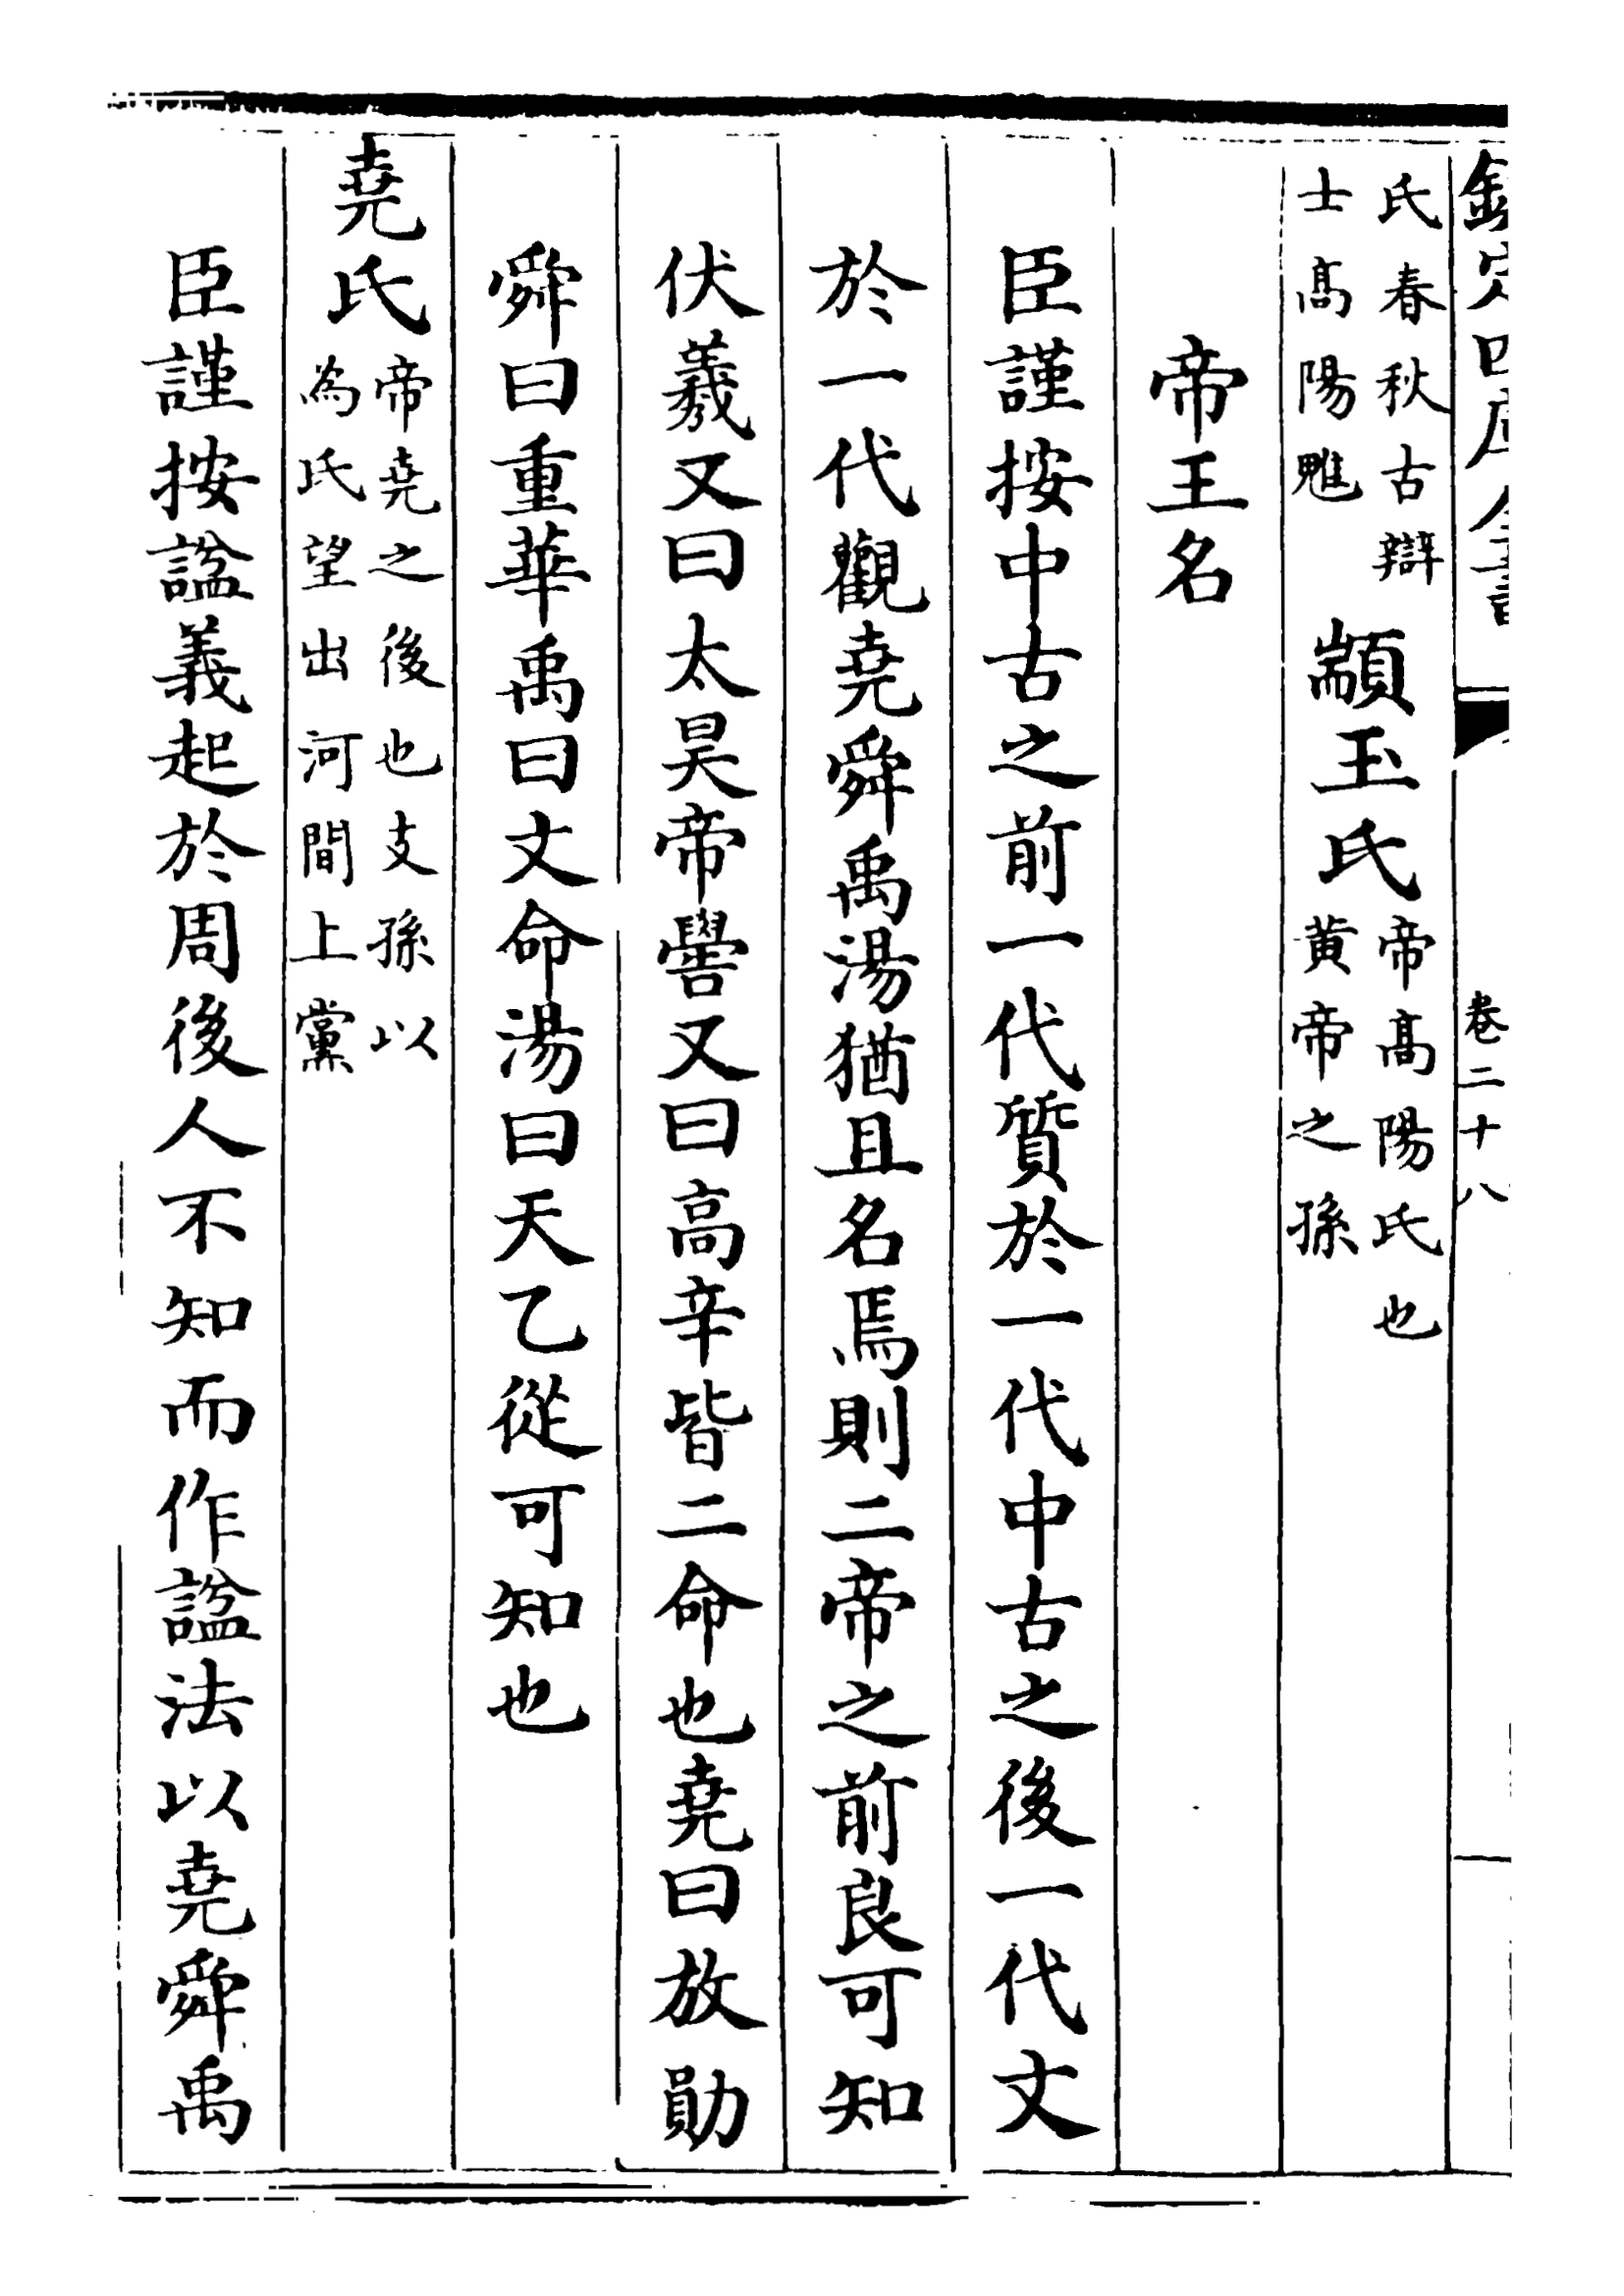 欽定四庫全書 卷二十八
氏春秋古辯
士髙陽魋
顓玉氏
帝髙陽氏也
黄帝之孫
帝王名
臣謹按中古之前一代質於一代中古之後一代文
於一代觀堯舜禹湯猶且名焉則二帝之前良可知
伏羲又曰太昊帝嚳又曰高辛皆二命也堯曰放勛
舜曰重華禹曰文命湯曰天乙從可知也
堯氏
帝堯之後也支孫以
為氏望出河間上黨
臣謹按諡義起於周後人不知而作諡法以堯舜禹